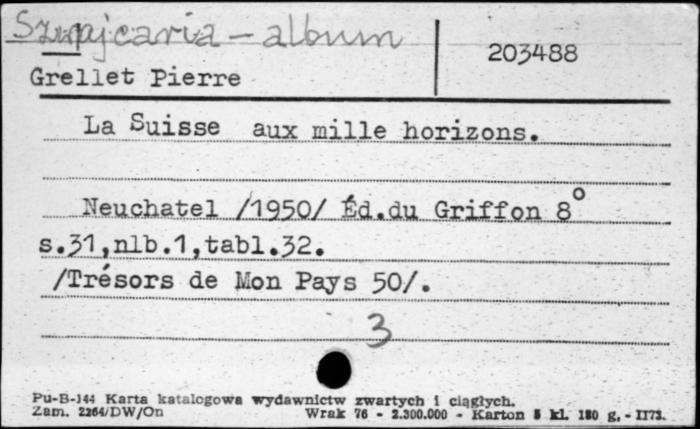 Szwajcaria – album
203488
Grellet Pierre
La Suisse aux mille horizons.
Neuchatel /1950/ Éd.du Griffon 8°
s.31,nlb.1,tabl.32.
/Trésors de Mon Pays 50/.
3
Pu-B-144 Karta katalogowa wydawnictw zwartych i ciągłych.
Zam. 2264/DW/On Wrak 76 - 2.300.000 - Karton 5 kl. 180 g. - II73.